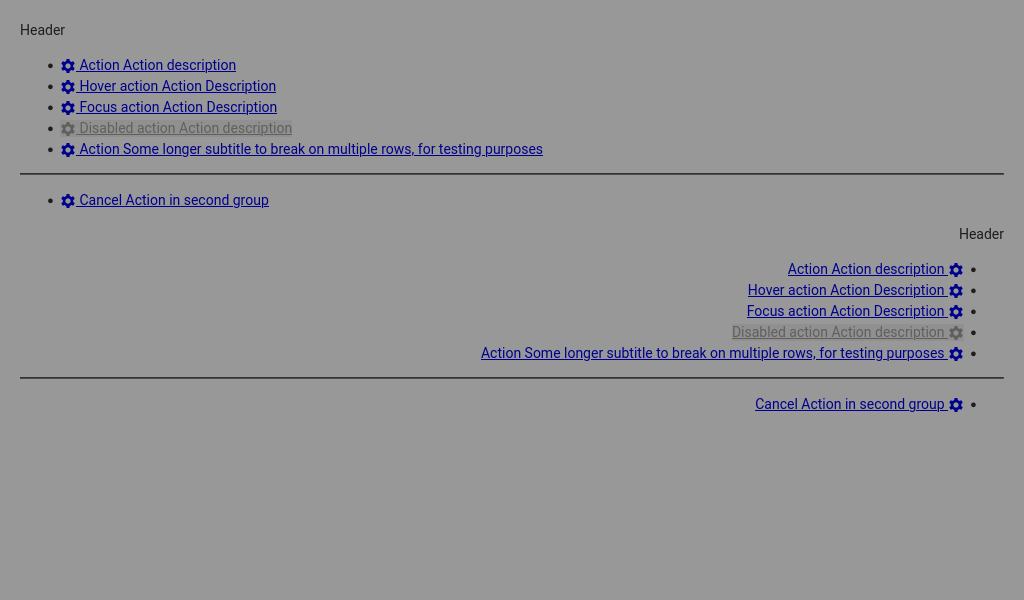 Header
Action Action description
Hover action Action Description
Focus action Action Description
Disabled action Action description
Action Some longer subtitle to break on multiple rows, for testing purposes
Cancel Action in second group
Header
Action Action description
Hover action Action Description
Focus action Action Description
Disabled action Action description
Action Some longer subtitle to break on multiple rows, for testing purposes
Cancel Action in second group